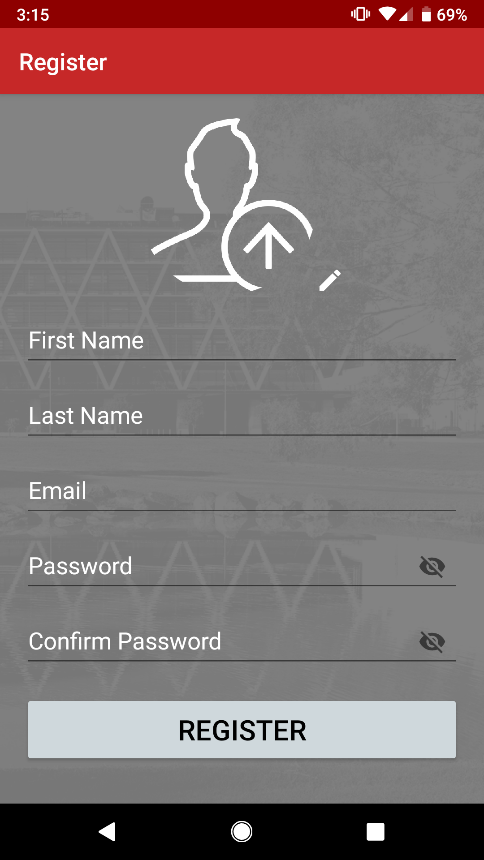 3:15
69%
Register
First Name
Last Name
Email
Password
Confirm Password
REGISTER